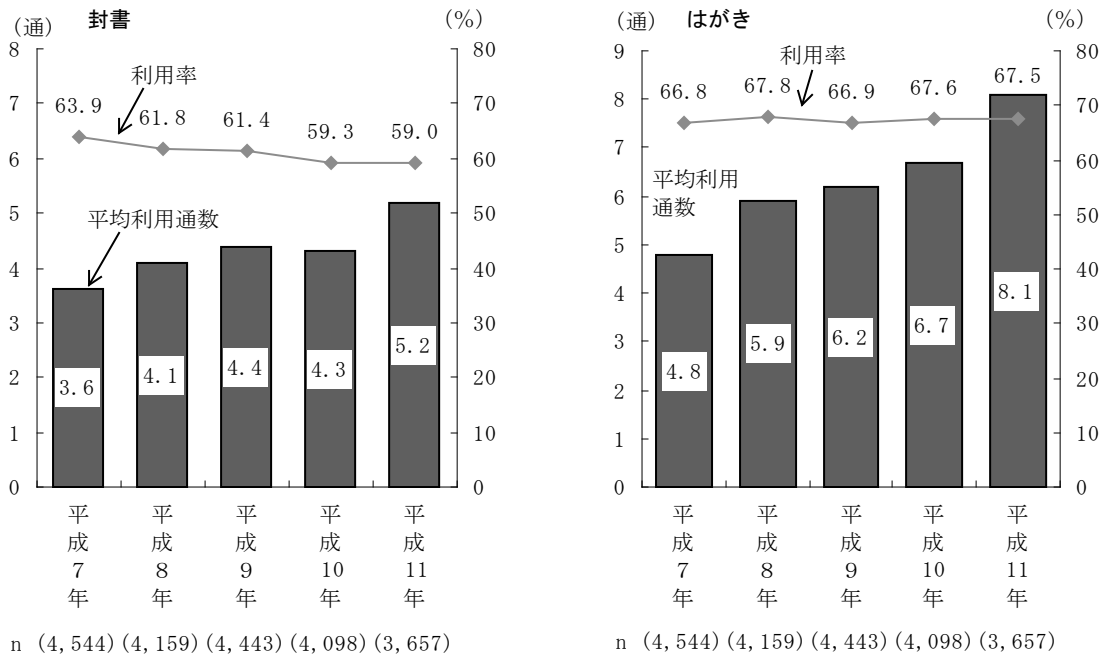 (通) 封書 (%)
8 80
利用率
7 63.9 61.8 61.4 59.3 59.0 70
6 60
平均利用通数
5 50
4 40
3 30
3.6 4.1 4.4 4.3 5.2
2 20
1 10
0 0
平成7年 平成8年 平成9年 平成10年 平成11年
n (4,544) (4,159) (4,443) (4,098) (3,657)
(通) はがき (%)
9 80
利用率
66.8 67.8 66.9 67.6 67.5
8 70
7 60
平均利用
通数
6 50
5 40
4 30
4.8 5.9 6.2 6.7 8.1
3 20
2 10
1 0
0
平成7年 平成8年 平成9年 平成10年 平成11年
n (4,544) (4,159) (4,443) (4,098) (3,657)